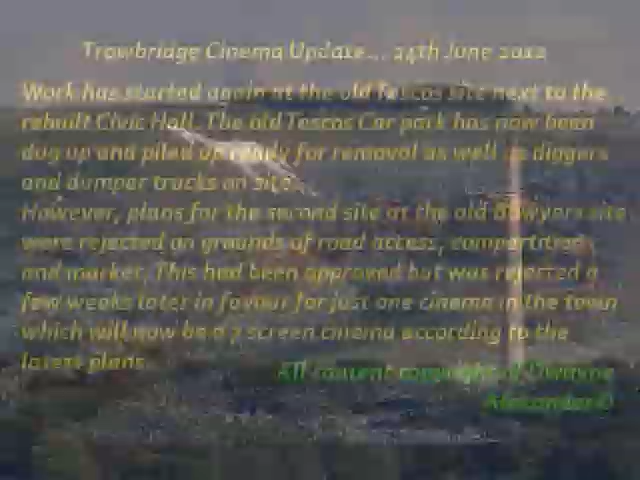 Trowbridge Cinema Update... 24th June 2012
Work has started again at the old Tescos site next to the
rebuilt Civic Hall. The old Tescos Car park has now been
dug up and piled up ready for removal as well as diggers
and dumper trucks on site.
However, plans for the second site at the old Bowyers site
were rejected on grounds of road access,
and market. This had been approved but was rejected a
few weeks later in favour for just one cinema in the town
which will now be a 7 screen cinema according to the
latest plans.
All content copyright